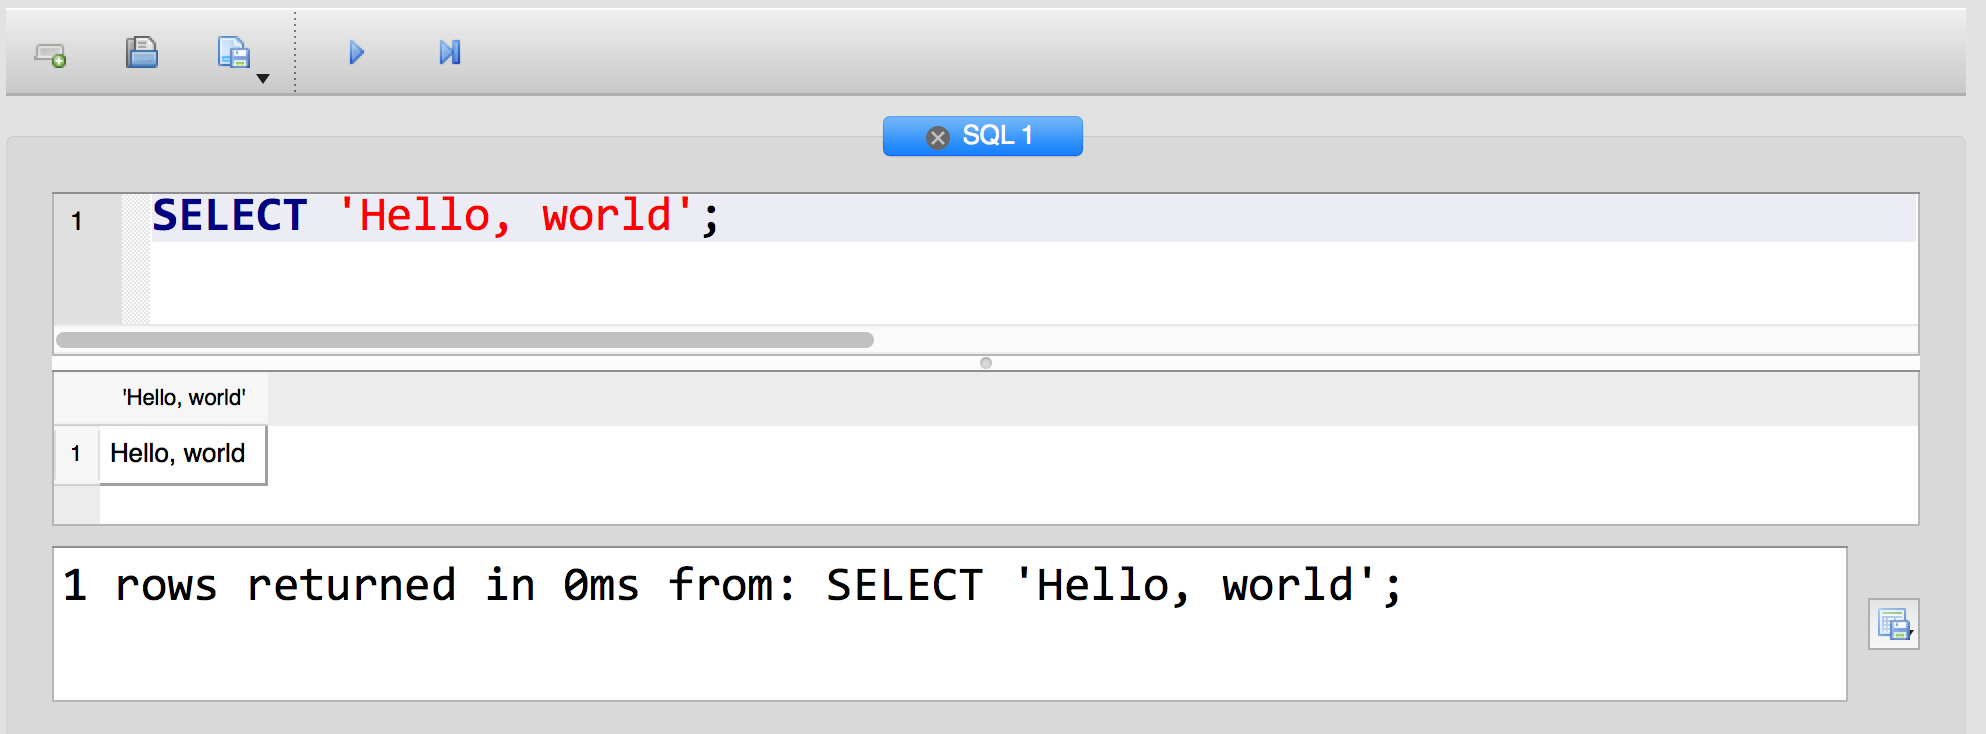 SQL 1
1 SELECT 'Hello, world';
'Hello, world'
1 Hello, world
1 rows returned in 0ms from: SELECT 'Hello, world';